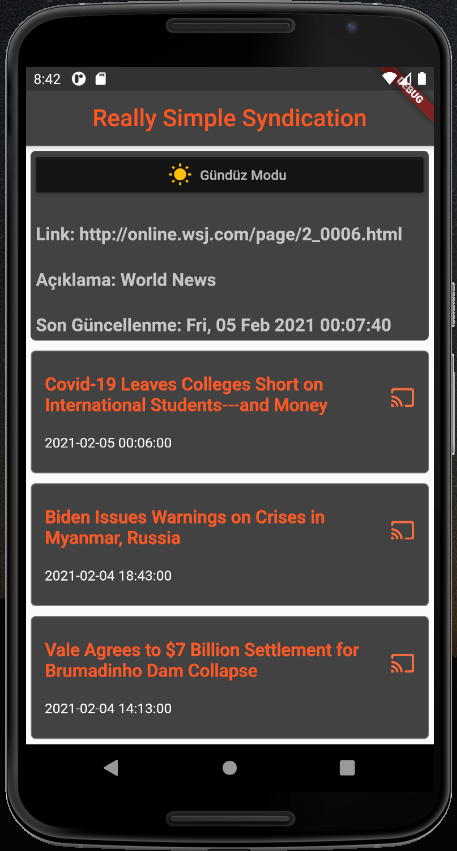 8:42
DEBUG
Really Simple Syndication
Gündüz Modu
Link: http://online.wsj.com/page/2_0006.html
Açıklama: World News
Son Güncellenme: Fri, 05 Feb 2021 00:07:40
Covid-19 Leaves Colleges Short on
International Students---and Money
2021-02-05 00:06:00
Biden Issues Warnings on Crises in
Myanmar, Russia
2021-02-04 18:43:00
Vale Agrees to $7 Billion Settlement for
Brumadinho Dam Collapse
2021-02-04 14:13:00